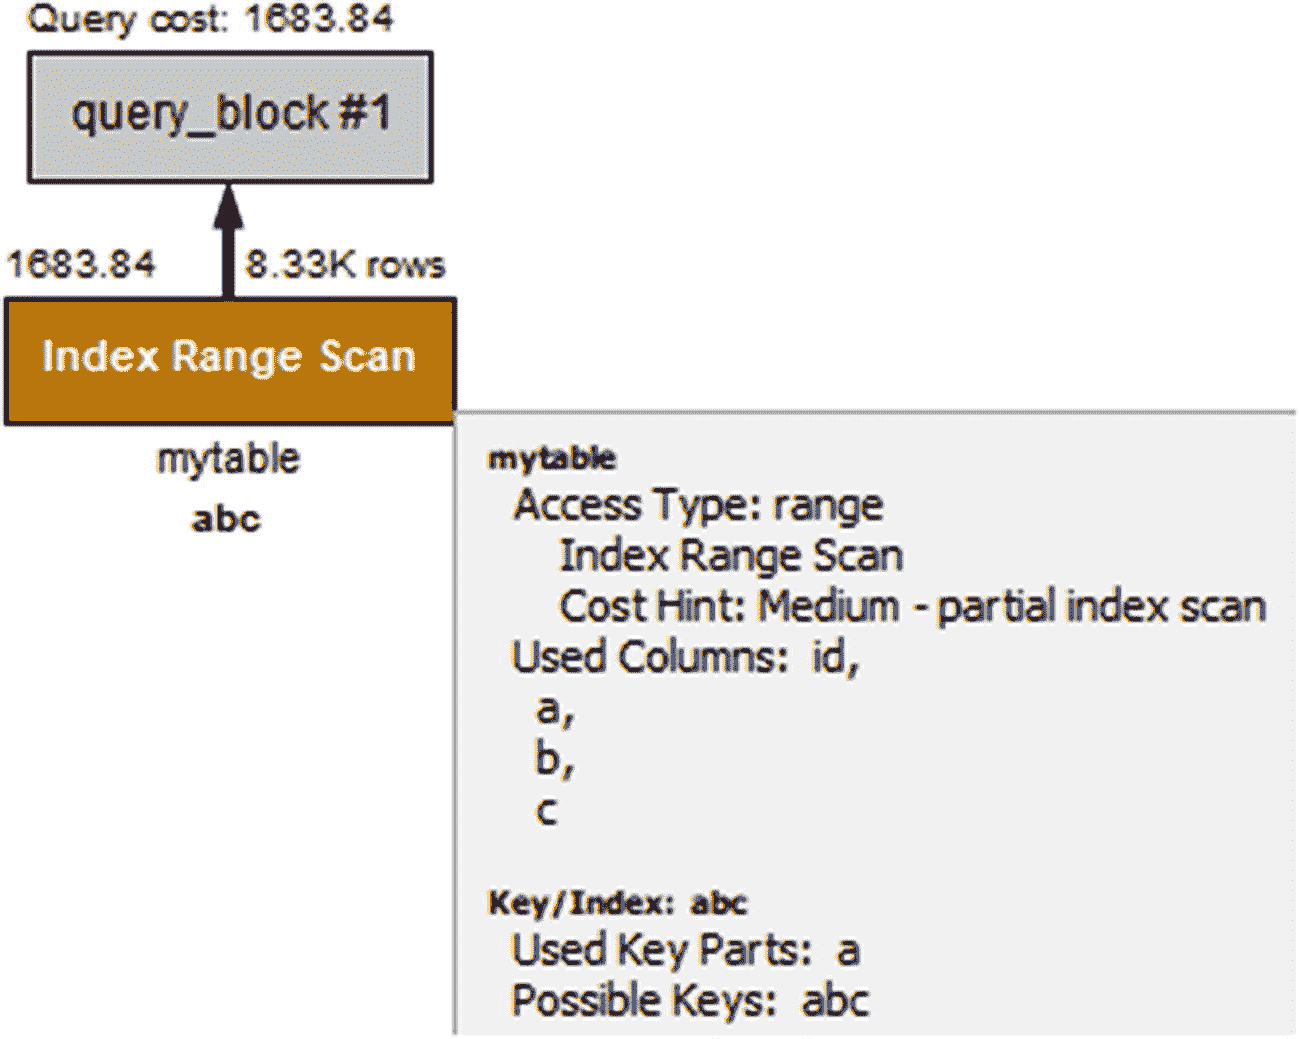 Query cost: 1683.84
query_block #1
1683.84 8.33K rows
Index Range Scan
mytable
abc
mytable
Access Type: range
Index Range Scan
Cost Hint: Medium - partial index scan
Used Columns: id,
a,
b,
c
Key/Index: abc
Used Key Parts: a
Possible Keys: abc